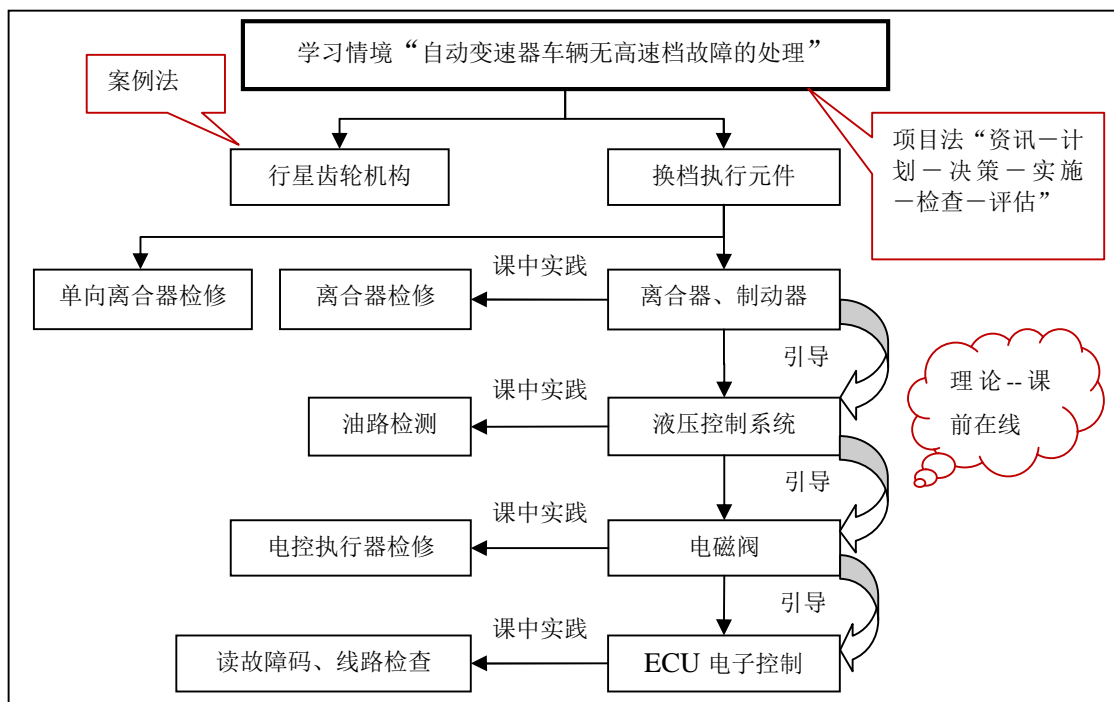 学习情境“自动变速器车辆无高速档故障的处理”
案例法
项目法“资讯－计
划－决策－实施
－检查－评估”
行星齿轮机构
换档执行元件
课中实践
单向离合器检修
离合器检修
离合器、制动器
引导
理论--课
前在线
课中实践
油路检测
液压控制系统
引导
课中实践
电控执行器检修
电磁阀
引导
课中实践
读故障码、线路检查
ECU 电子控制